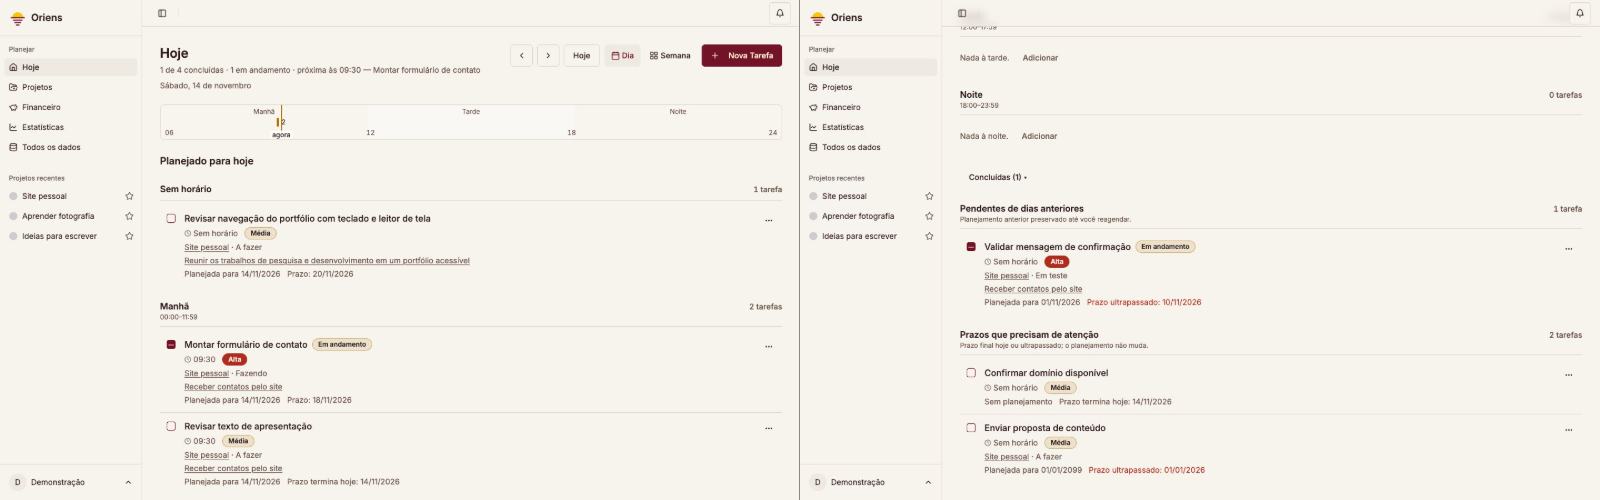 Oriens
Planejar
Hoje
Projetos
Financeiro
Estatísticas
Todos os dados
Projetos recentes
Site pessoal
Aprender fotografia
Ideias para escrever
D Demonstração
Hoje
1 de 4 concluídas · 1 em andamento · próxima às 09:30 — Montar formulário de contato
Sábado, 14 de novembro
Hoje Dia Semana + Nova Tarefa
Manhã Tarde Noite
2
06 12 18 24
agora
Planejado para hoje
Sem horário 1 tarefa
Revisar navegação do portfólio com teclado e leitor de tela ...
Sem horário Média
Site pessoal · A fazer
Reunir os trabalhos de pesquisa e desenvolvimento em um portfólio acessível
Planejada para 14/11/2026 Prazo: 20/11/2026
Manhã 2 tarefas
00:00–11:59
Montar formulário de contato Em andamento ...
09:30 Alta
Site pessoal · Fazendo
Receber contatos pelo site
Planejada para 14/11/2026 Prazo: 18/11/2026
Revisar texto de apresentação ...
09:30 Média
Site pessoal · A fazer
Receber contatos pelo site
Planejada para 14/11/2026 Prazo termina hoje: 14/11/2026
Oriens
Planejar
Hoje
Projetos
Financeiro
Estatísticas
Todos os dados
Projetos recentes
Site pessoal
Aprender fotografia
Ideias para escrever
D Demonstração
12:00–17:59
Nada à tarde. Adicionar
Noite 0 tarefas
18:00–23:59
Nada à noite. Adicionar
Concluídas (1)
Pendentes de dias anteriores 1 tarefa
Planejamento anterior preservado até você reagendar.
Validar mensagem de confirmação Em andamento ...
Sem horário Alta
Site pessoal · Em teste
Receber contatos pelo site
Planejada para 01/11/2026 Prazo ultrapassado: 10/11/2026
Prazos que precisam de atenção 2 tarefas
Prazo final hoje ou ultrapassado; o planejamento não muda.
Confirmar domínio disponível ...
Sem horário Média
Sem planejamento Prazo termina hoje: 14/11/2026
Enviar proposta de conteúdo ...
Sem horário Média
Site pessoal · A fazer
Planejada para 01/01/2099 Prazo ultrapassado: 01/01/2026